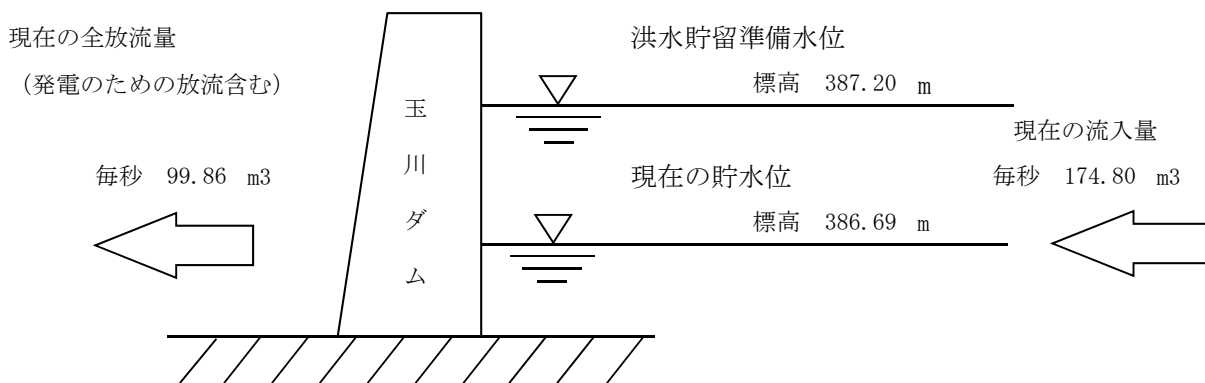 現在の全放流量
（発電のための放流含む）
毎秒 99.86 m3
玉川ダム
洪水貯留準備水位
標高 387.20 m
現在の貯水位
標高 386.69 m
現在の流入量
毎秒 174.80 m3